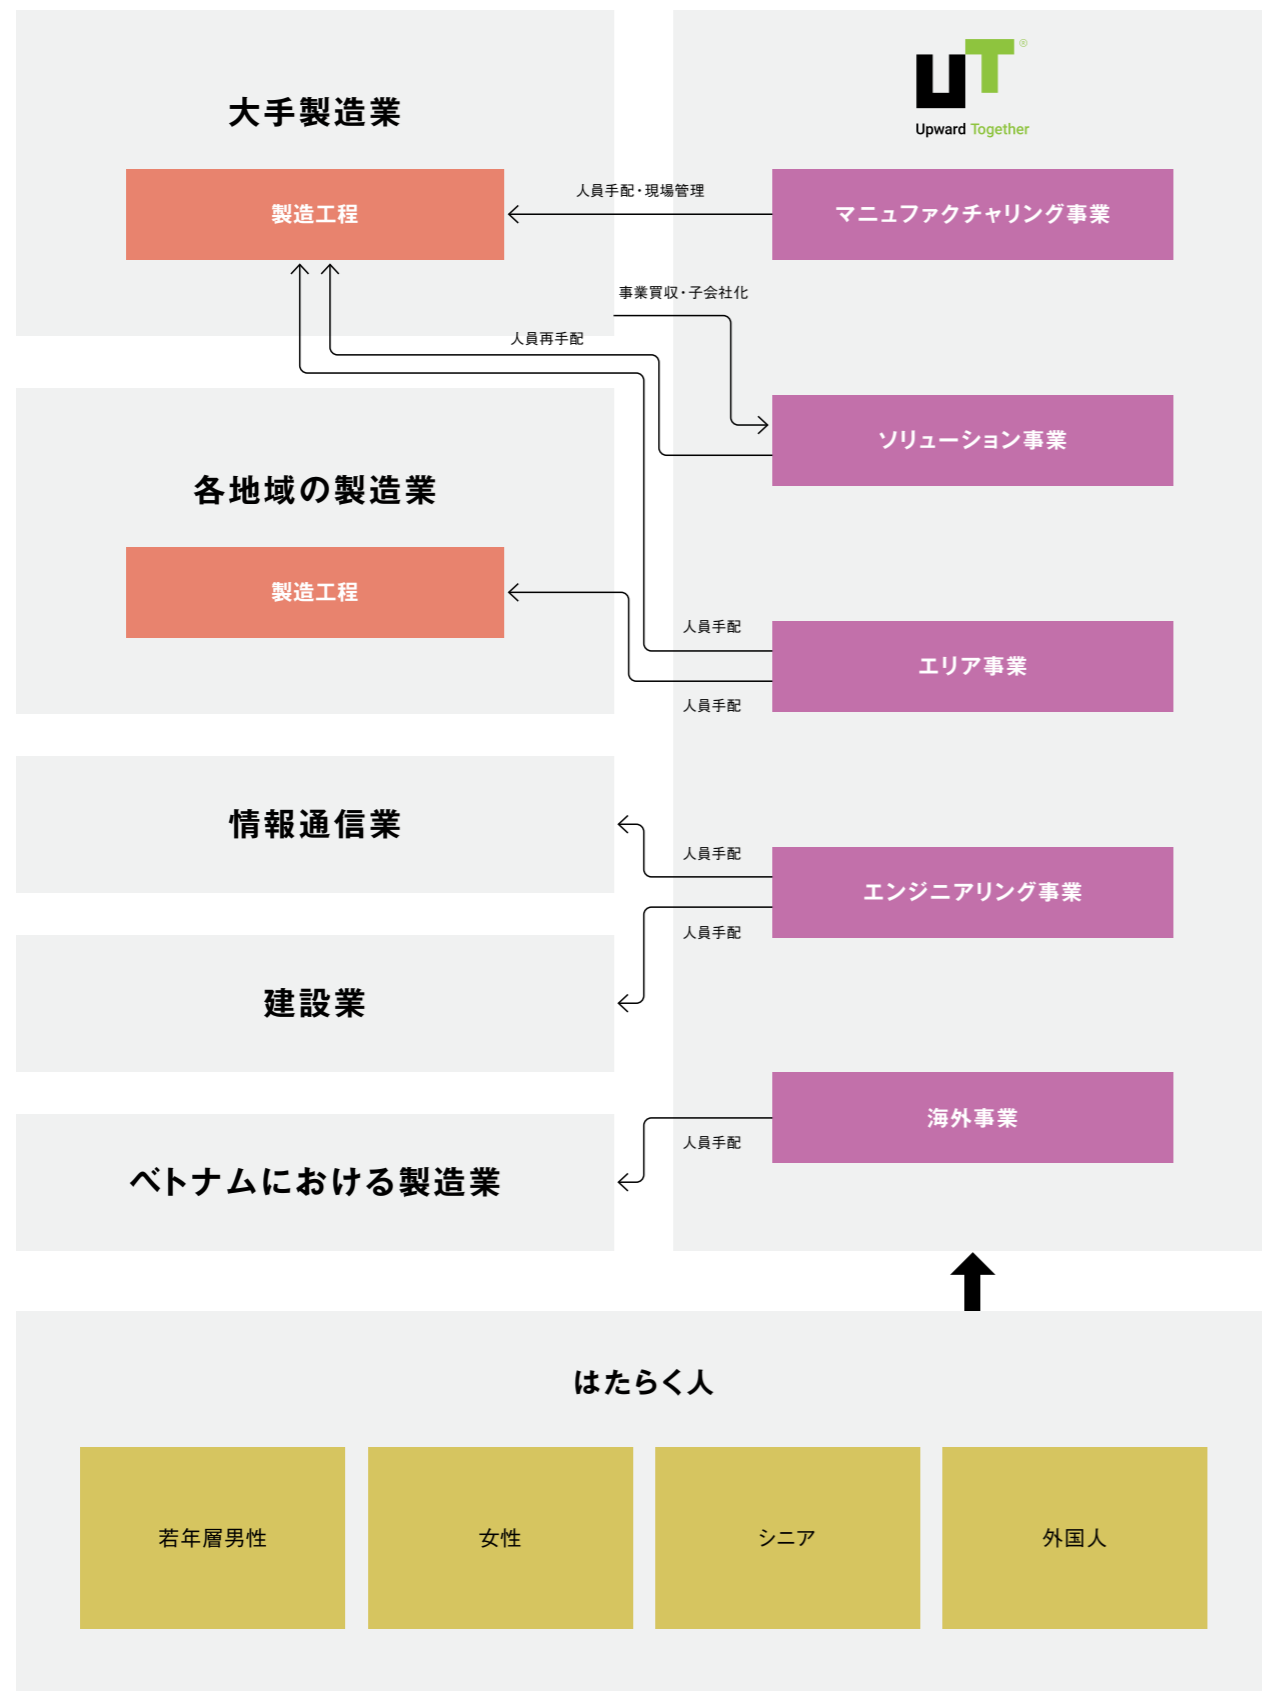 大手製造業
製造工程
uT®
Upward Together
人員手配・現場管理
マニュファクチャリング事業
事業買収・子会社化
人員再手配
ソリューション事業
各地域の製造業
製造工程
人員手配
エリア事業
人員手配
情報通信業
人員手配
エンジニアリング事業
人員手配
建設業
海外事業
人員手配
ベトナムにおける製造業
はたらく人
若年層男性
女性
シニア
外国人